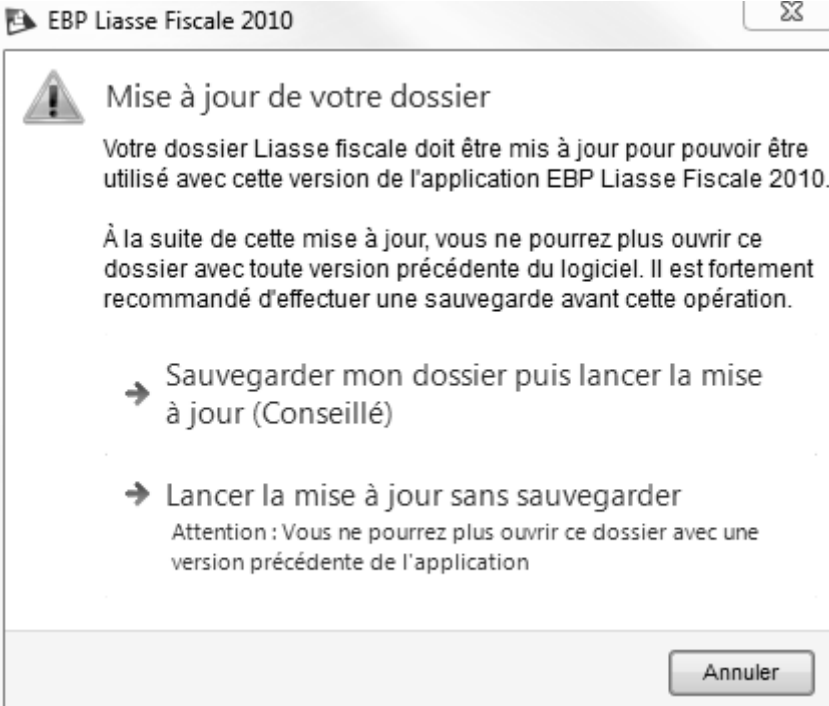 EBP Liasse Fiscale 2010
Mise à jour de votre dossier
Votre dossier Liasse fiscale doit être mis à jour pour pouvoir être
utilisé avec cette version de l'application EBP Liasse Fiscale 2010.
À la suite de cette mise à jour, vous ne pourrez plus ouvrir ce
dossier avec toute version précédente du logiciel. Il est fortement
recommandé d'effectuer une sauvegarde avant cette opération.
Sauvegarder mon dossier puis lancer la mise
à jour (Conseillé)
Lancer la mise à jour sans sauvegarder
Attention : Vous ne pourrez plus ouvrir ce dossier avec une
version précédente de l'application
Annuler